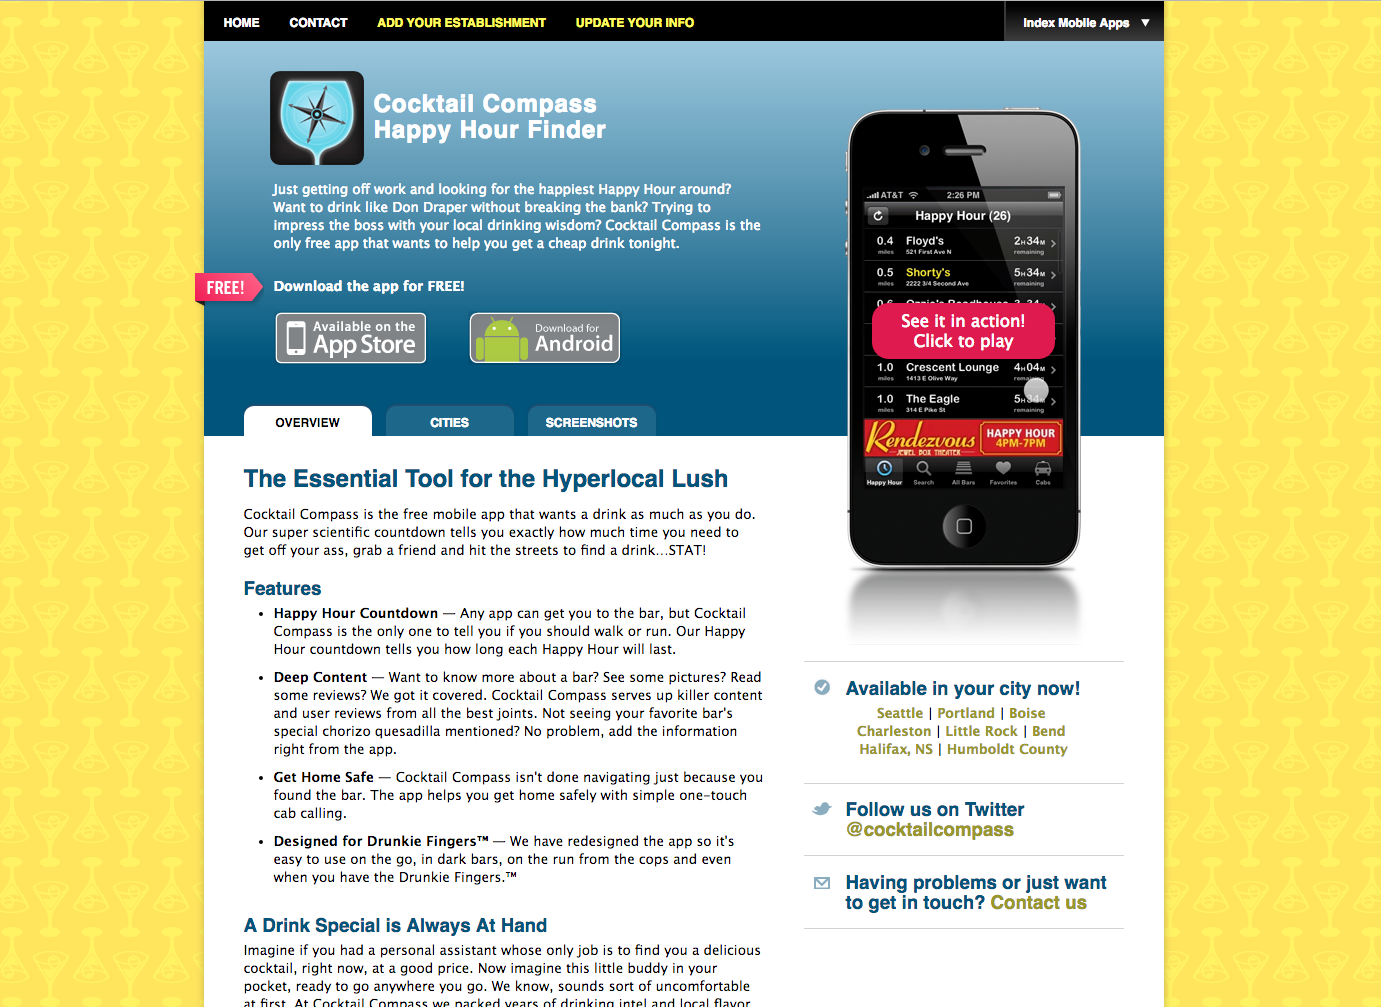 HOME CONTACT ADD YOUR ESTABLISHMENT UPDATE YOUR INFO Index Mobile Apps ▼
Cocktail Compass
Happy Hour Finder
Just getting off work and looking for the happiest Happy Hour around?
Want to drink like Don Draper without breaking the bank? Trying to
impress the boss with your local drinking wisdom? Cocktail Compass is the
only free app that wants to help you get a cheap drink tonight.
FREE! Download the app for FREE!
Available on the
App Store
Download for
Android
OVERVIEW CITIES SCREENSHOTS
The Essential Tool for the Hyperlocal Lush
Cocktail Compass is the free mobile app that wants a drink as much as you do.
Our super scientific countdown tells you exactly how much time you need to
get off your ass, grab a friend and hit the streets to find a drink...STAT!
Features
• Happy Hour Countdown — Any app can get you to the bar, but Cocktail
Compass is the only one to tell you if you should walk or run. Our Happy
Hour countdown tells you how long each Happy Hour will last.
• Deep Content — Want to know more about a bar? See some pictures? Read
some reviews? We got it covered. Cocktail Compass serves up killer content
and user reviews from all the best joints. Not seeing your favorite bar's
special chorizo quesadilla mentioned? No problem, add the information
right from the app.
• Get Home Safe — Cocktail Compass isn't done navigating just because you
found the bar. The app helps you get home safely with simple one-touch
cab calling.
• Designed for Drunkie Fingers™ — We have redesigned the app so it's
easy to use on the go, in dark bars, on the run from the cops and even
when you have the Drunkie Fingers.™
A Drink Special is Always At Hand
Imagine if you had a personal assistant whose only job is to find you a delicious
cocktail, right now, at a good price. Now imagine this little buddy in your
pocket, ready to go anywhere you go. We know, sounds sort of uncomfortable
at first. At Cocktail Compass we packed years of drinking intel and local flavor
AT&T 2:26 PM
Happy Hour (26)
0.4 Floyd's 2H34M
miles 521 First Ave N remaining
0.5 Shorty's 5H34M
miles 2222 3/4 Second Ave remaining
See it in action!
Click to play
1.0 Crescent Lounge 4H04M
miles 1413 E Olive Way
1.0 The Eagle
miles 314 E Pike St remaining
Rendezvous
JEWEL BOX THEATER
HAPPY HOUR
4PM-7PM
Happy Hour Search All Bars Favorites Cabs
Available in your city now!
Seattle | Portland | Boise
Charleston | Little Rock | Bend
Halifax, NS | Humboldt County
Follow us on Twitter
@cocktailcompass
Having problems or just want
to get in touch? Contact us